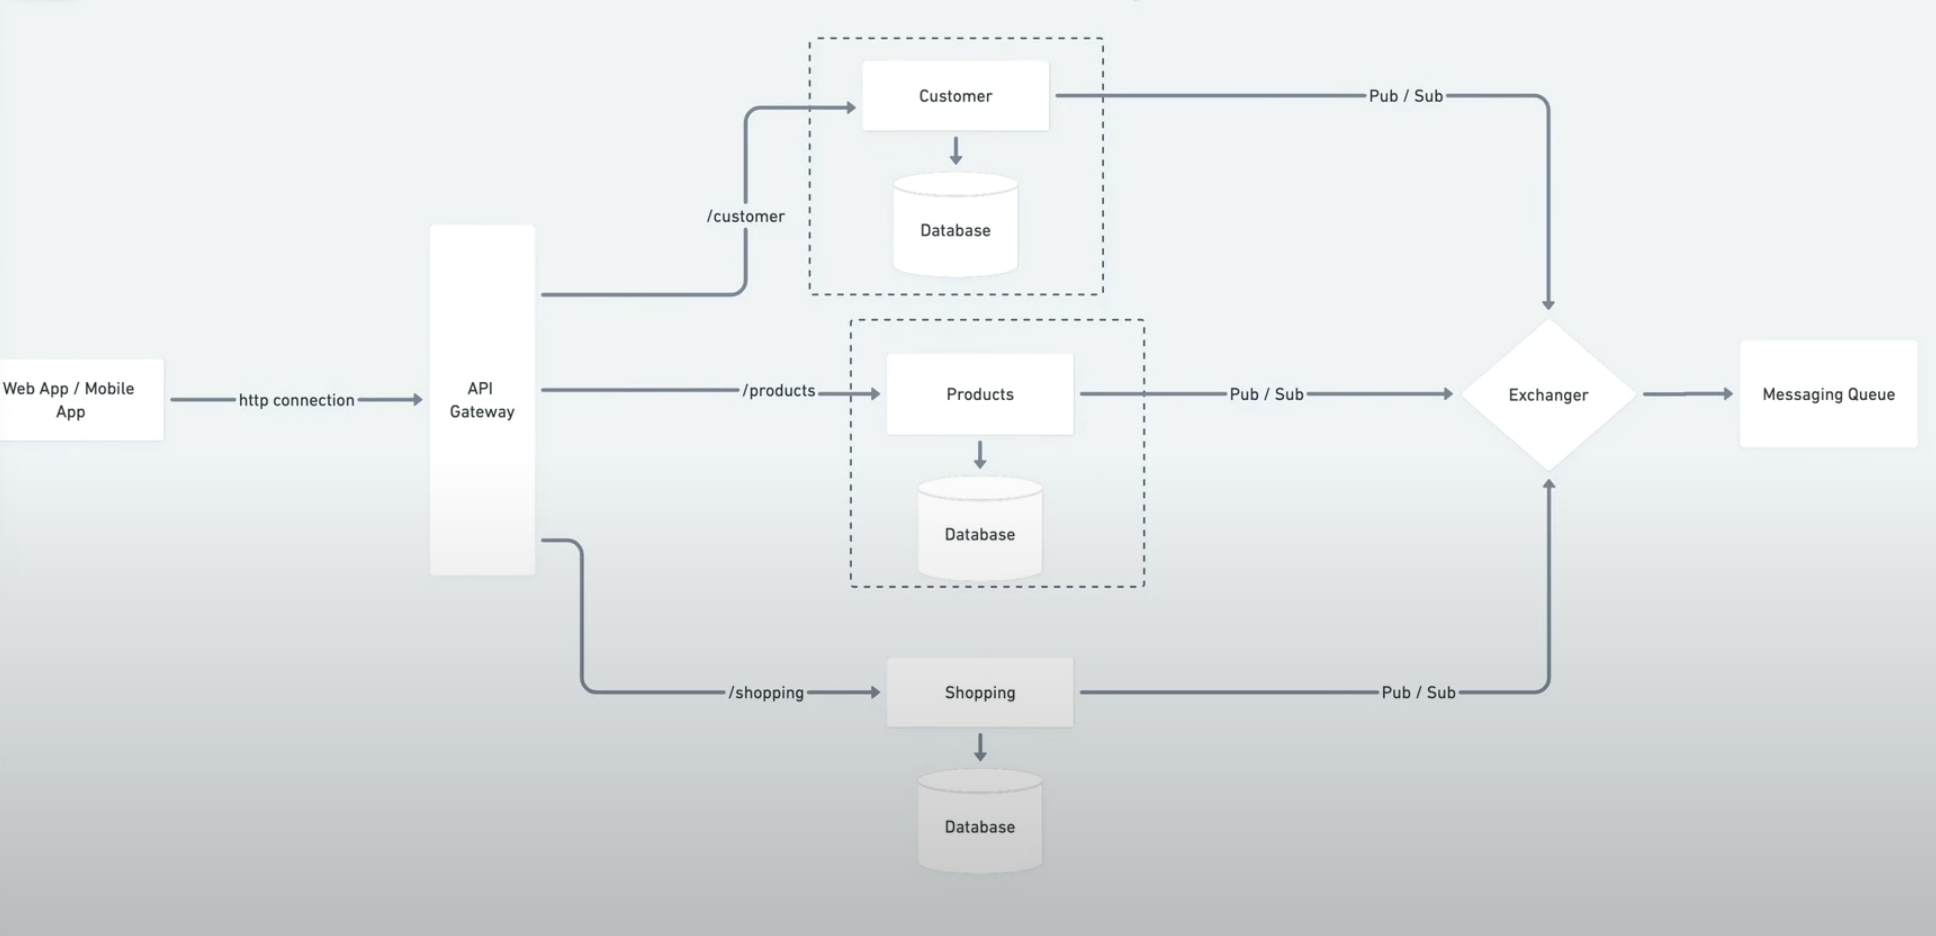 Customer
Pub / Sub
/customer
Database
Web App / Mobile
App
http connection
API
Gateway
/products
Products
Pub / Sub
Exchanger
Messaging Queue
Database
/shopping
Shopping
Pub / Sub
Database